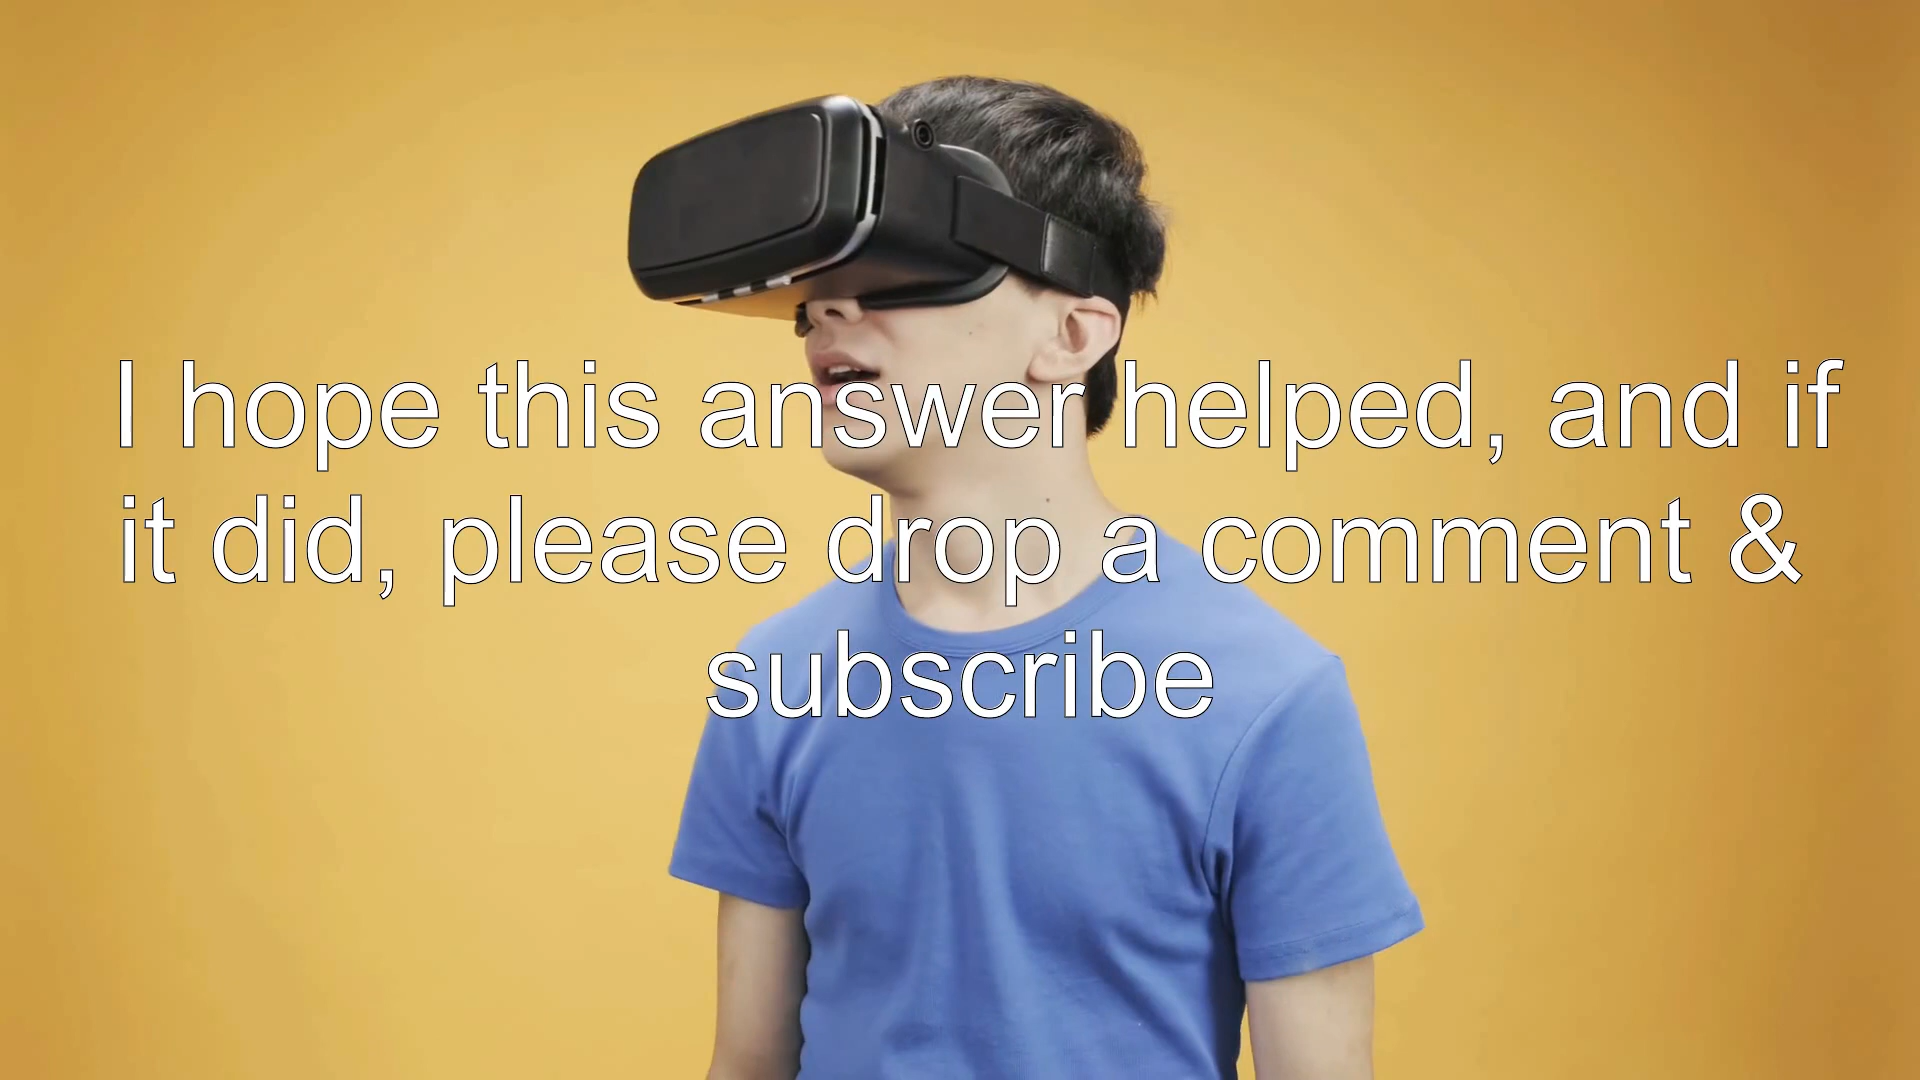 I hope this answer helped, and if
it did, please drop a comment &
subscribe